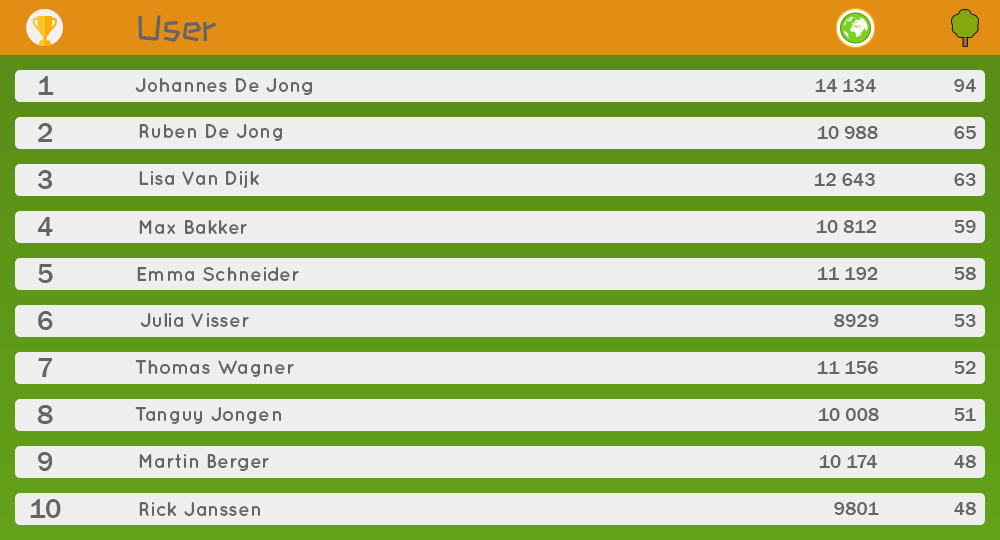 User
1 Johannes De Jong 14 134 94
2 Ruben De Jong 10 988 65
3 Lisa Van Dijk 12 643 63
4 Max Bakker 10 812 59
5 Emma Schneider 11 192 58
6 Julia Visser 8929 53
7 Thomas Wagner 11 156 52
8 Tanguy Jongen 10 008 51
9 Martin Berger 10 174 48
10 Rick Janssen 9801 48